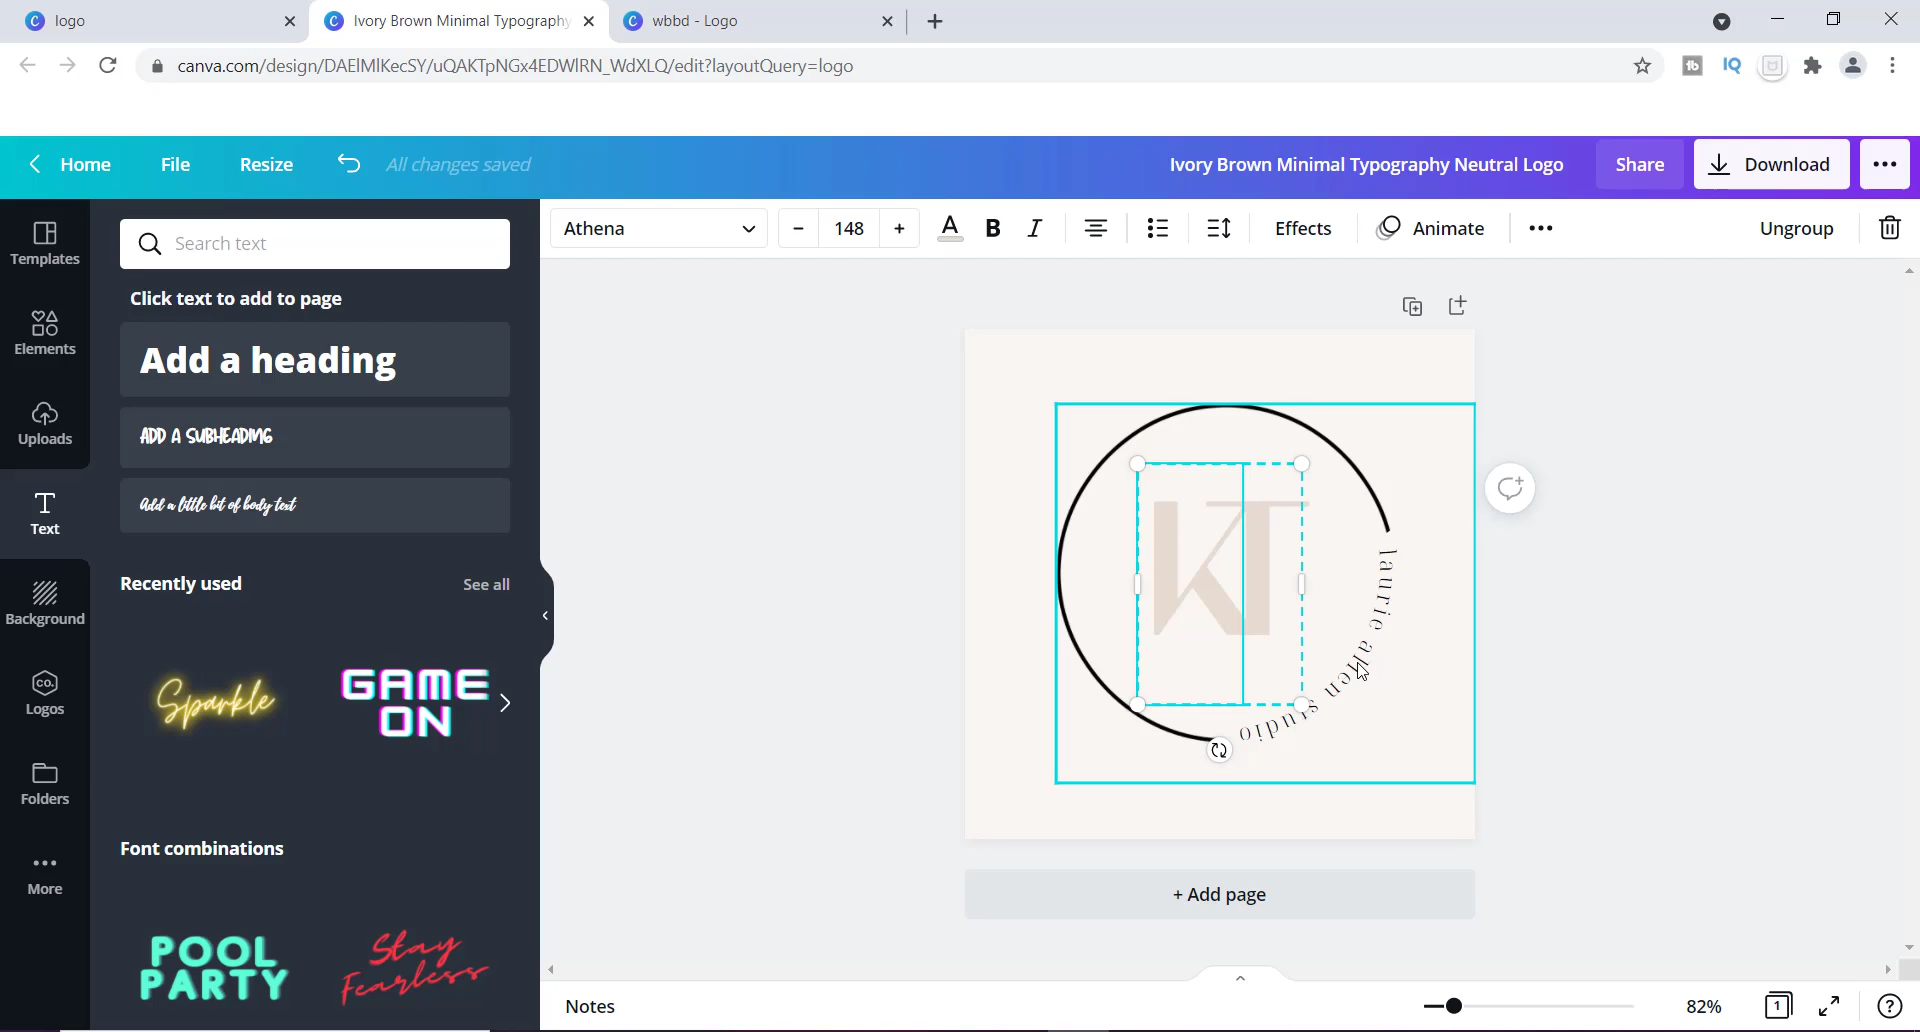 logo
Ivory Brown Minimal Typography
wbbd - Logo
canva.com/design/DAEIMIKecSY/uQAKTpNGx4EDWIRN_WdXLQ/edit?layoutQuery=logo
Home
File
Resize
All changes saved
Ivory Brown Minimal Typography Neutral Logo
Share
Download
Templates
Elements
Uploads
Text
Background
Logos
Folders
More
Search text
Click text to add to page
Add a heading
ADD A SUBHEADING
Add a little bit of body text
Recently used
See all
Sparkle
GAME
ON
Font combinations
POOL
PARTY
Stay
Fearless
Athena
148
Effects
Animate
Ungroup
KT
studio
+ Add page
Notes
82%
1